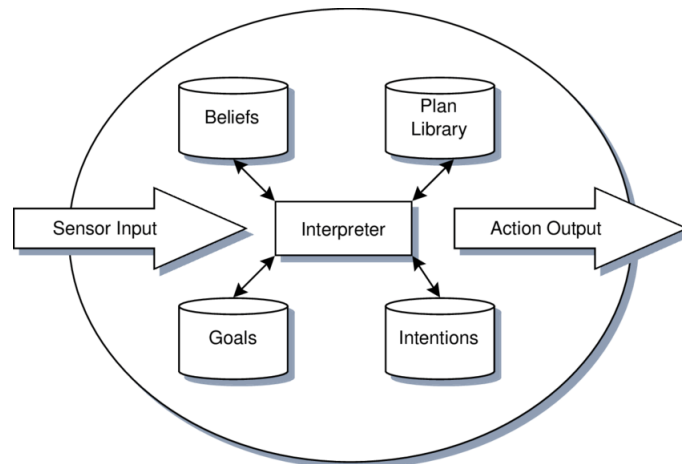 Beliefs
Plan
Library
Sensor Input
Interpreter
Action Output
Goals
Intentions